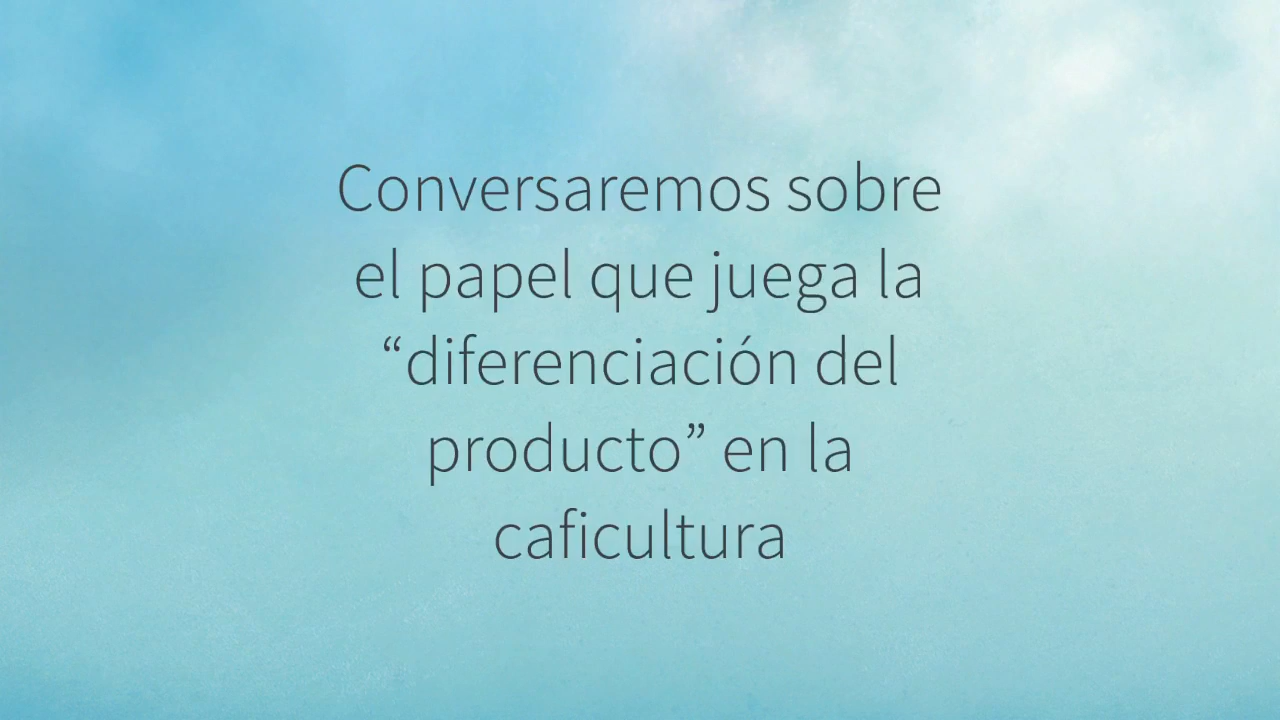 Conversaremos sobre
el papel que juega la
“diferenciación del
producto” en la
caficultura